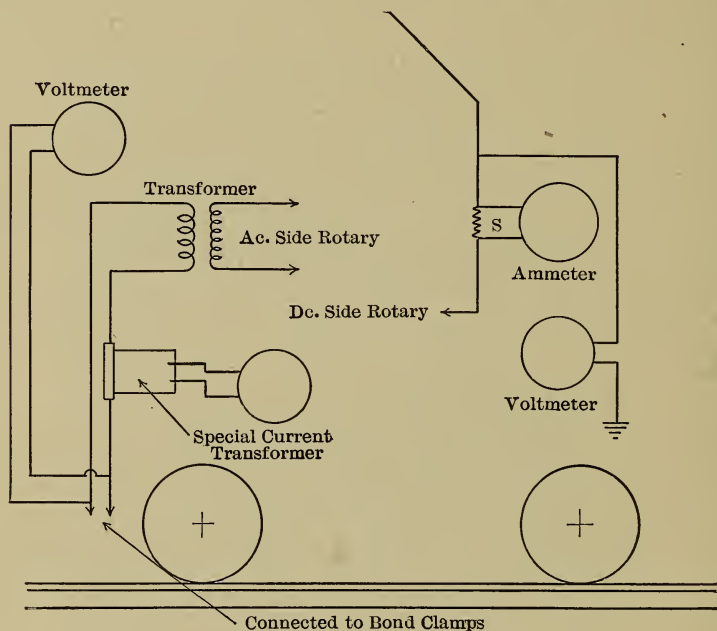 Voltmeter
Transformer
Ac. Side Rotary
S
Ammeter
Dc. Side Rotary
Voltmeter
Special Current
Transformer
Connected to Bond Clamps